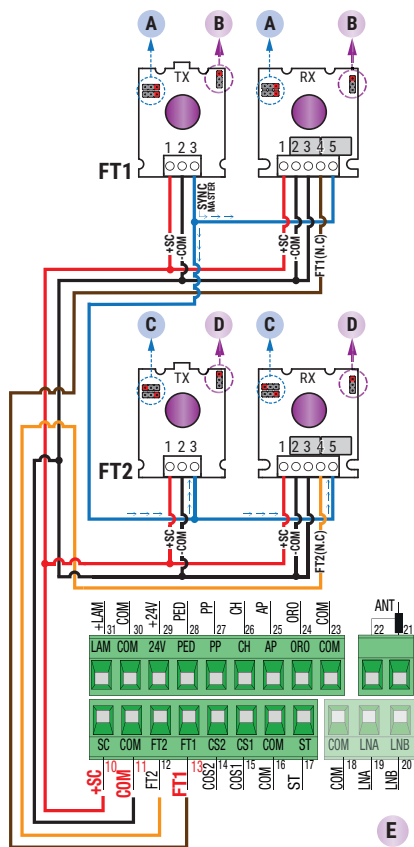 A B A B
TX RX
1 2 3 1 2 3 4 5
FT1
SYNC
MASTER
+SC -COM +SC -COM FT1(N.C)
C D C D
TX RX
1 2 3 1 2 3 4 5
FT2
+SC -COM +SC -COM FT2(N.C)
+LAM COM +24V PED PP CH AP ORO COM ANT
31 30 29 28 27 26 25 24 23 22 21
LAM COM 24V PED PP CH AP ORO COM
SC COM FT2 FT1 CS2 CS1 COM ST COM LNA LNB
10 11 12 13 14 15 16 17 18 19 20
+SC COM FT2 FT1 COS2 COS1 COM ST COM LNA LNB
E